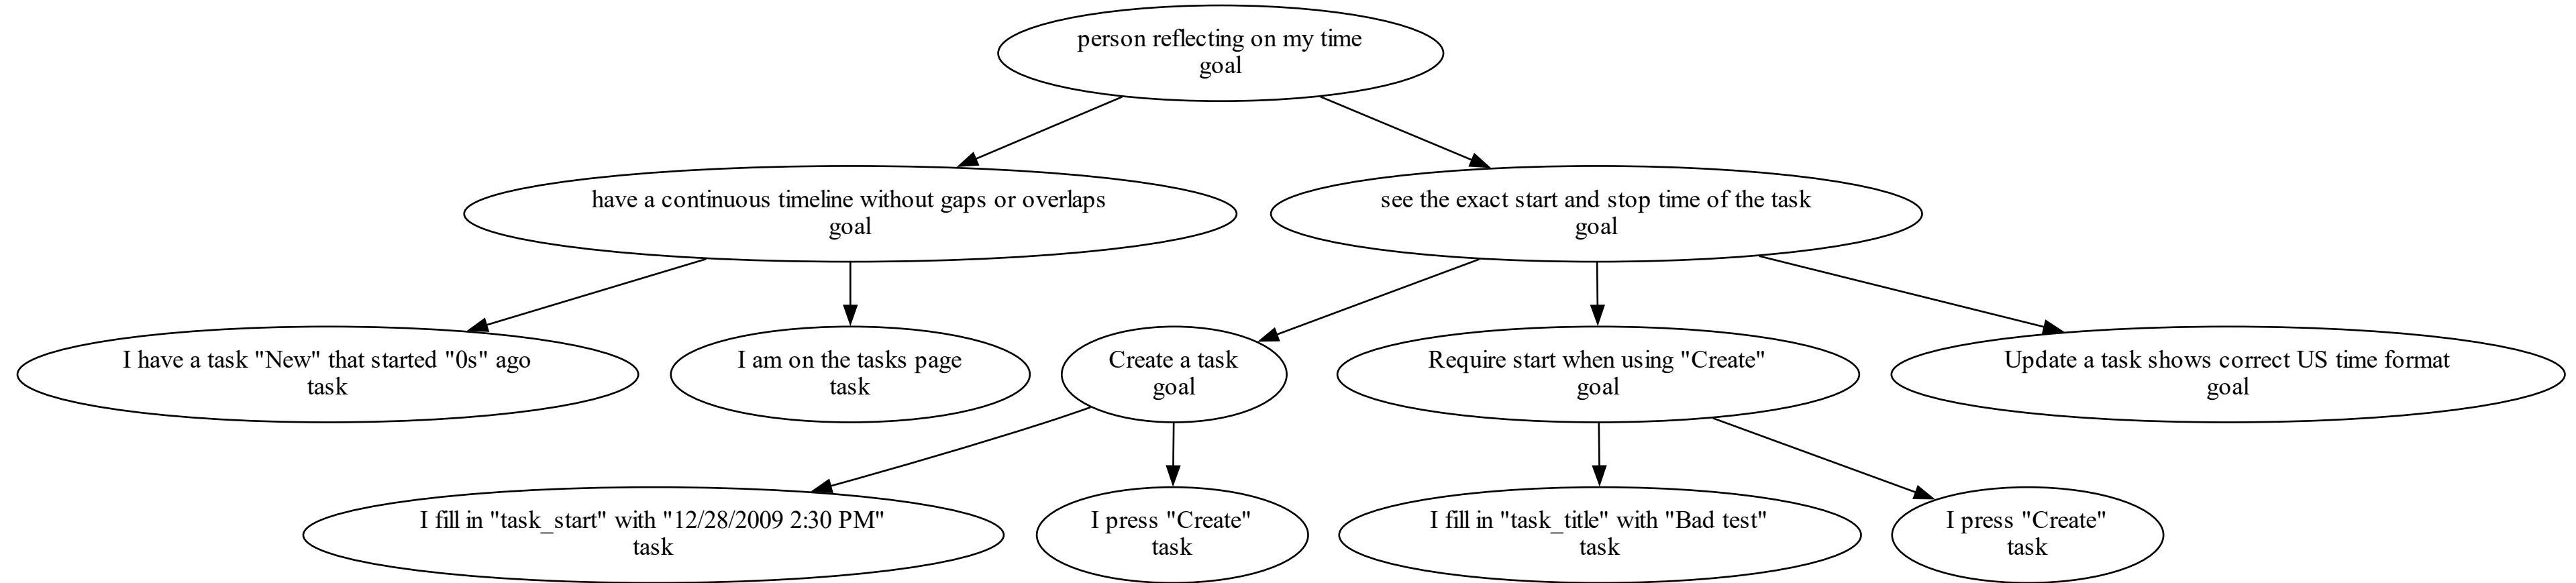 person reflecting on my time
goal
have a continuous timeline without gaps or overlaps
goal
see the exact start and stop time of the task
goal
I have a task "New" that started "0s" ago
task
I am on the tasks page
task
Create a task
goal
Require start when using "Create"
goal
Update a task shows correct US time format
goal
I fill in "task_start" with "12/28/2009 2:30 PM"
task
I press "Create"
task
I fill in "task_title" with "Bad test"
task
I press "Create"
task